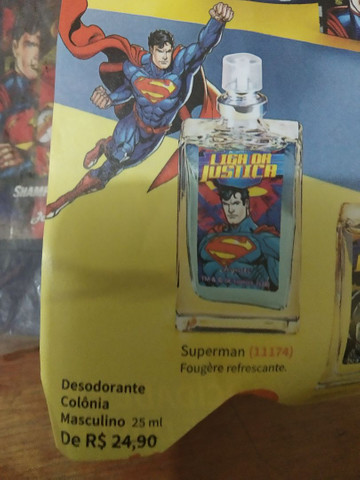 LIGA DA
JUSTIÇA
Superman (11174)
Fougère refrescante.
Desodorante
Colônia
Masculino 25 ml
De R$ 24,90